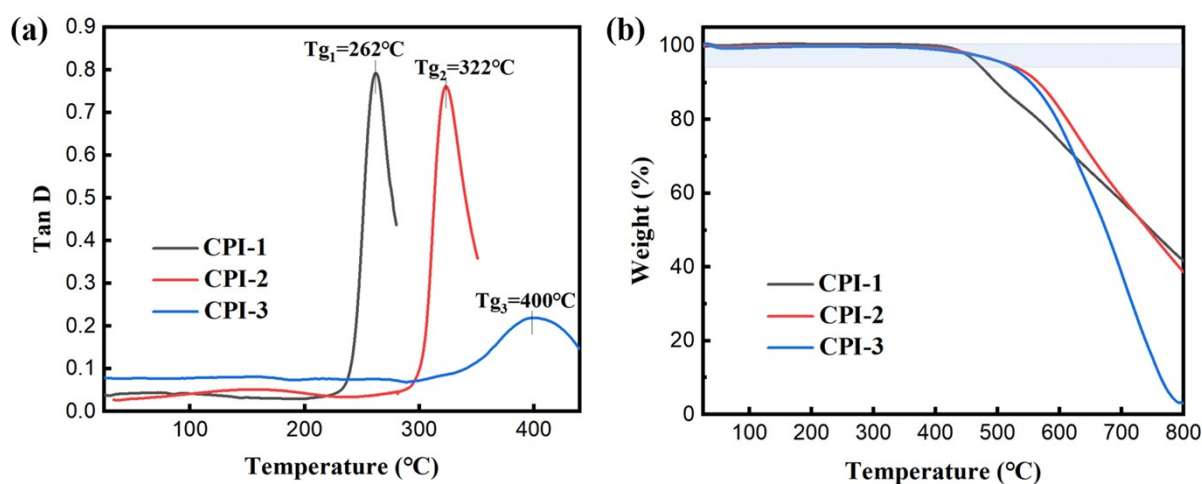 (a)
0.9
0.8
0.7
0.6
0.5
0.4
0.3
0.2
0.1
0.0
Tan D
Tg₁=262℃
Tg₂=322℃
Tg₃=400℃
CPI-1
CPI-2
CPI-3
100 200 300 400
Temperature (℃)
(b)
100
80
60
40
20
0
Weight (%)
CPI-1
CPI-2
CPI-3
100 200 300 400 500 600 700 800
Temperature (℃)